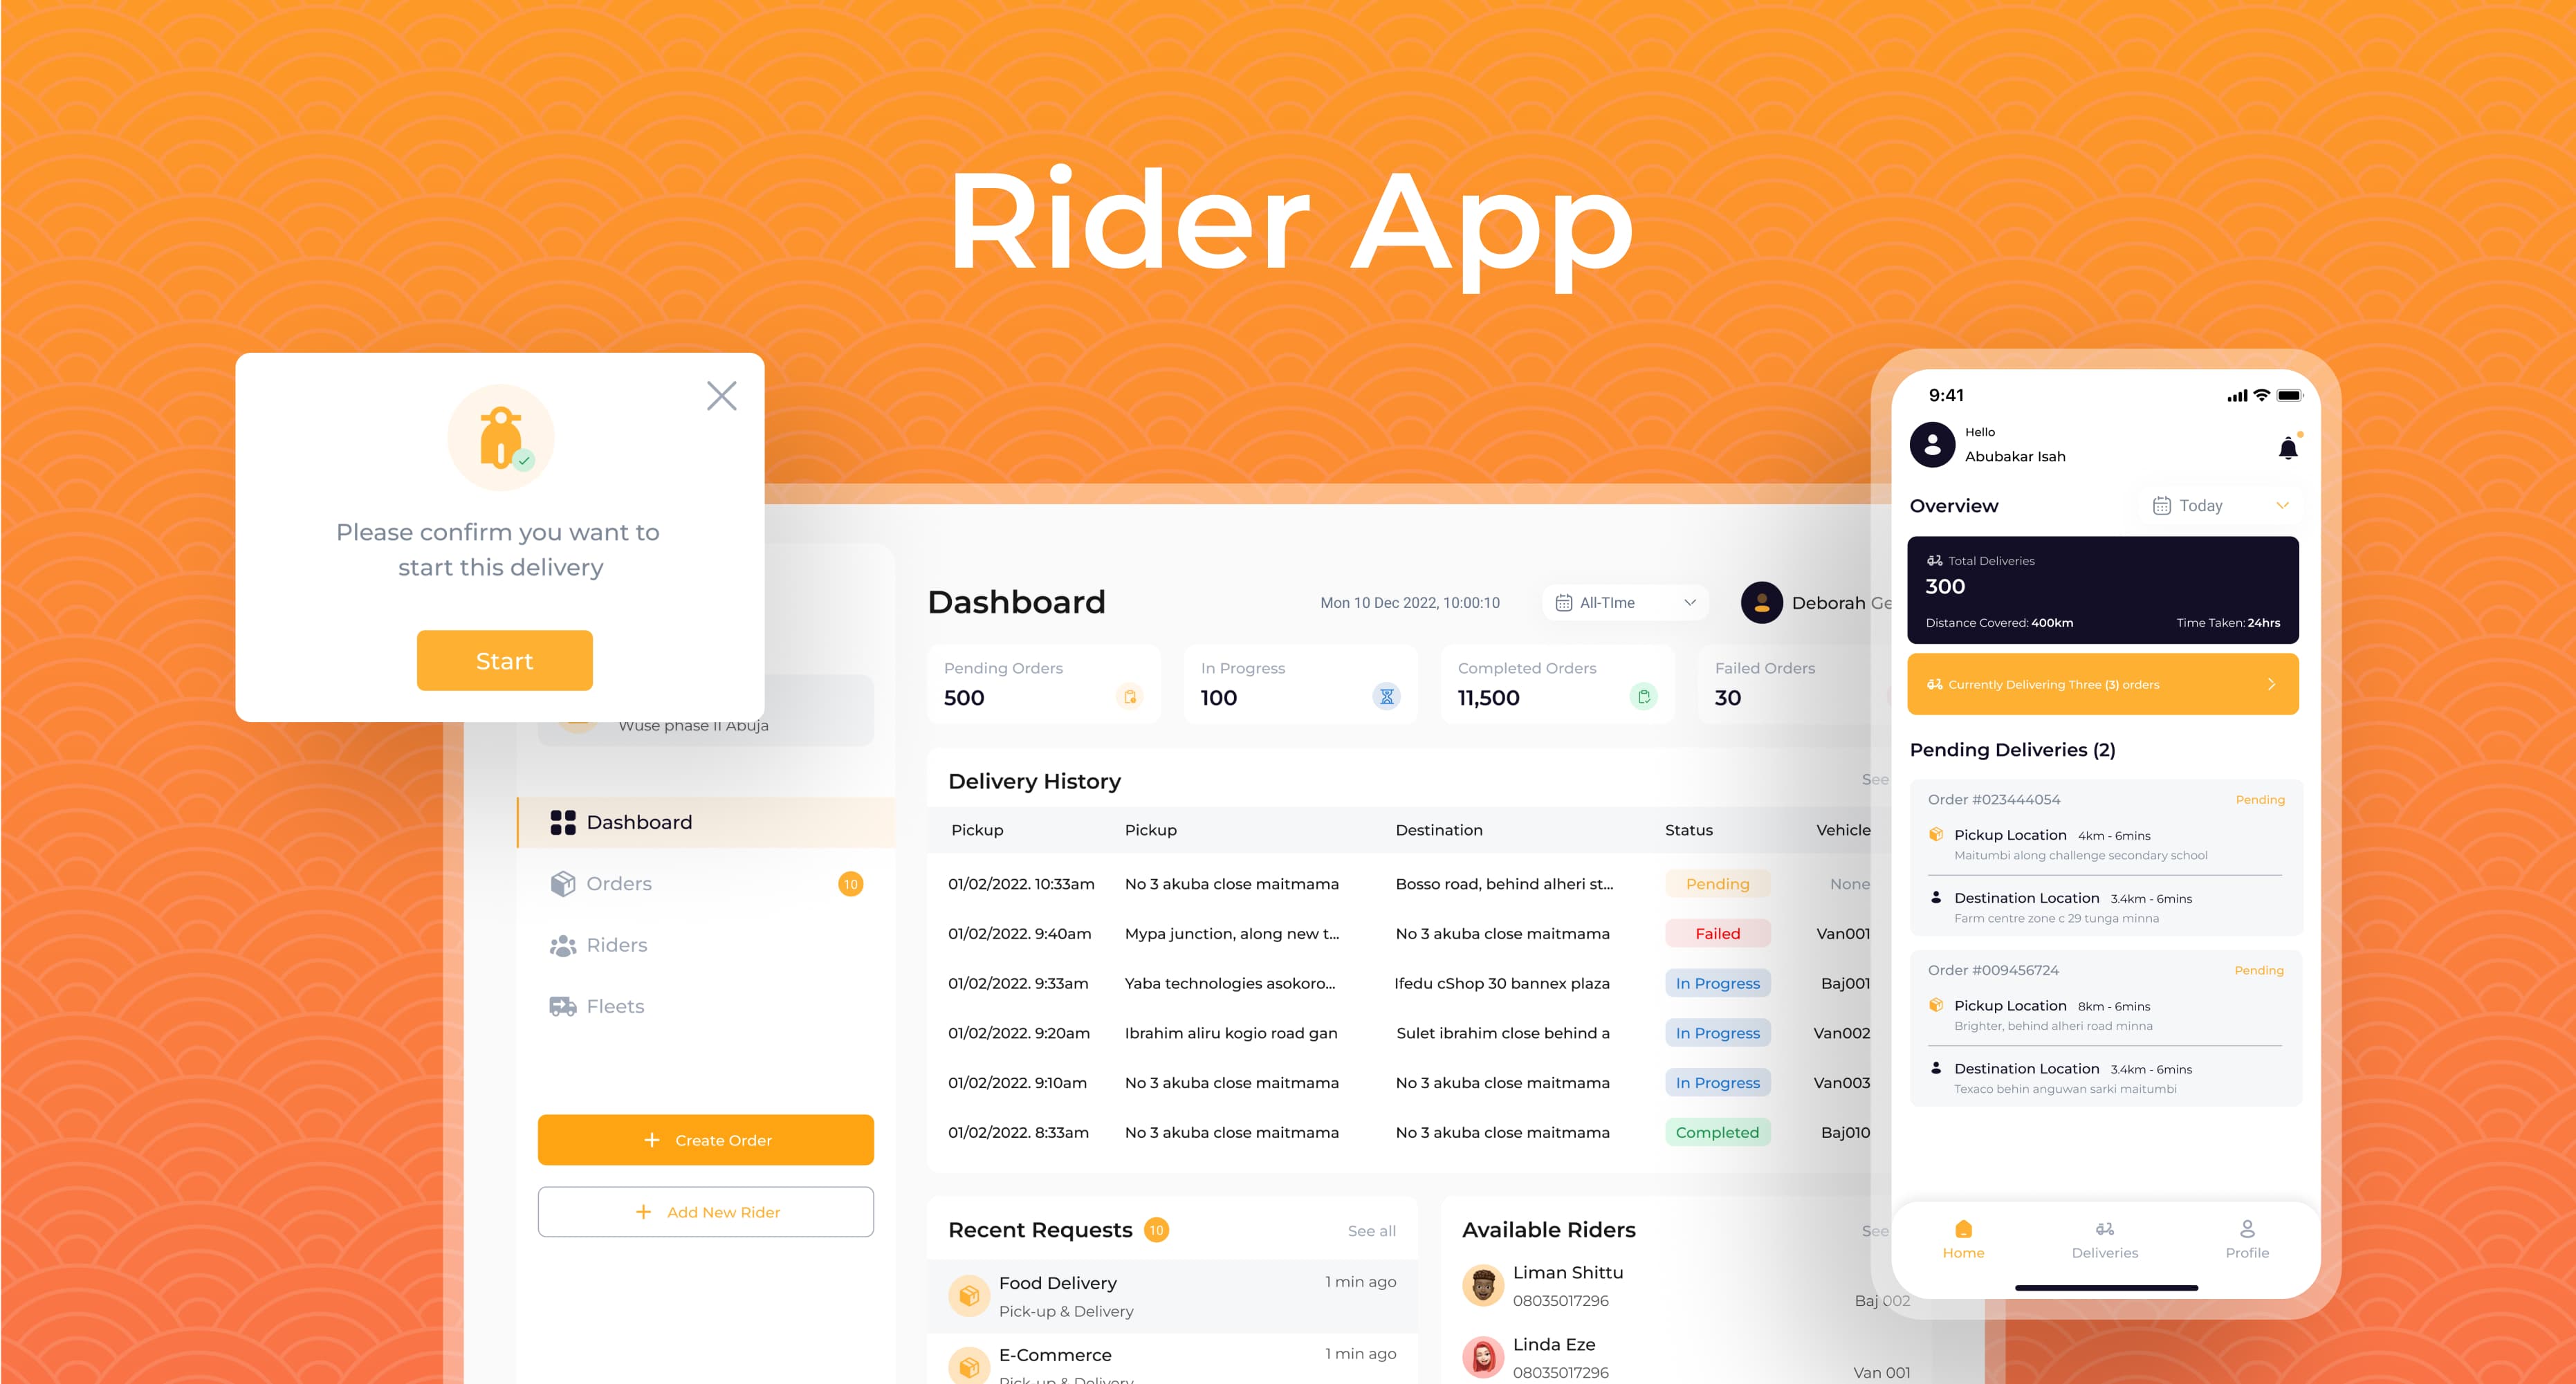 Rider App
Please confirm you want to
start this delivery
Start
Wuse phase II Abuja
Dashboard
Orders 10
Riders
Fleets
+ Create Order
+ Add New Rider
Dashboard
Mon 10 Dec 2022, 10:00:10
All-TIme
Deborah Ge
Pending Orders
500
In Progress
100
Completed Orders
11,500
Failed Orders
30
Delivery History
See
Pickup Pickup Destination Status Vehicle
01/02/2022. 10:33am No 3 akuba close maitmama Bosso road, behind alheri st... Pending None
01/02/2022. 9:40am Mypa junction, along new t... No 3 akuba close maitmama Failed Van001
01/02/2022. 9:33am Yaba technologies asokoro... Ifedu cShop 30 bannex plaza In Progress Baj001
01/02/2022. 9:20am Ibrahim aliru kogio road gan Sulet ibrahim close behind a In Progress Van002
01/02/2022. 9:10am No 3 akuba close maitmama No 3 akuba close maitmama In Progress Van003
01/02/2022. 8:33am No 3 akuba close maitmama No 3 akuba close maitmama Completed Baj010
Recent Requests 10 See all
Food Delivery 1 min ago
Pick-up & Delivery
E-Commerce 1 min ago
Pick-up & Delivery
Available Riders See
Liman Shittu
08035017296 Baj 002
Linda Eze
08035017296 Van 001
9:41
Hello
Abubakar Isah
Overview Today
Total Deliveries
300
Distance Covered: 400km Time Taken: 24hrs
Currently Delivering Three (3) orders
Pending Deliveries (2)
Order #023444054 Pending
Pickup Location 4km - 6mins
Maitumbi along challenge secondary school
Destination Location 3.4km - 6mins
Farm centre zone c 29 tunga minna
Order #009456724 Pending
Pickup Location 8km - 6mins
Brighter, behind alheri road minna
Destination Location 3.4km - 6mins
Texaco behin anguwan sarki maitumbi
Home Deliveries Profile